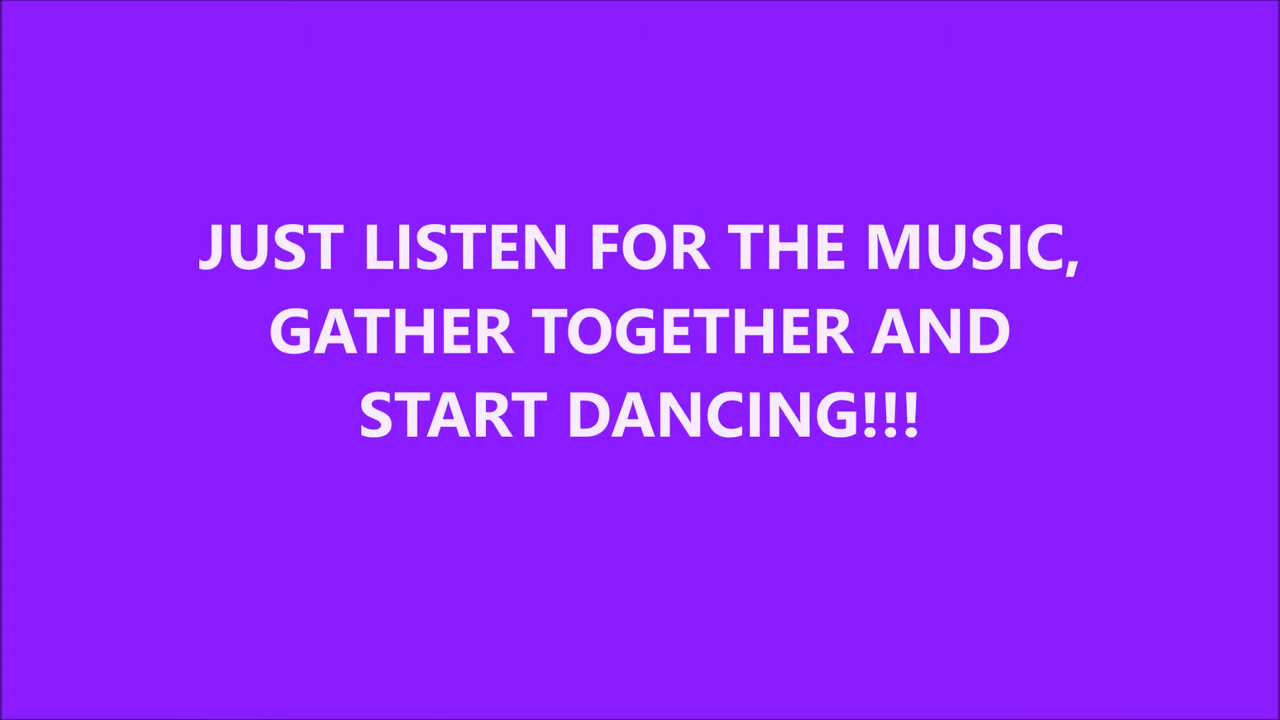 JUST LISTEN FOR THE MUSIC,
GATHER TOGETHER AND
START DANCING!!!